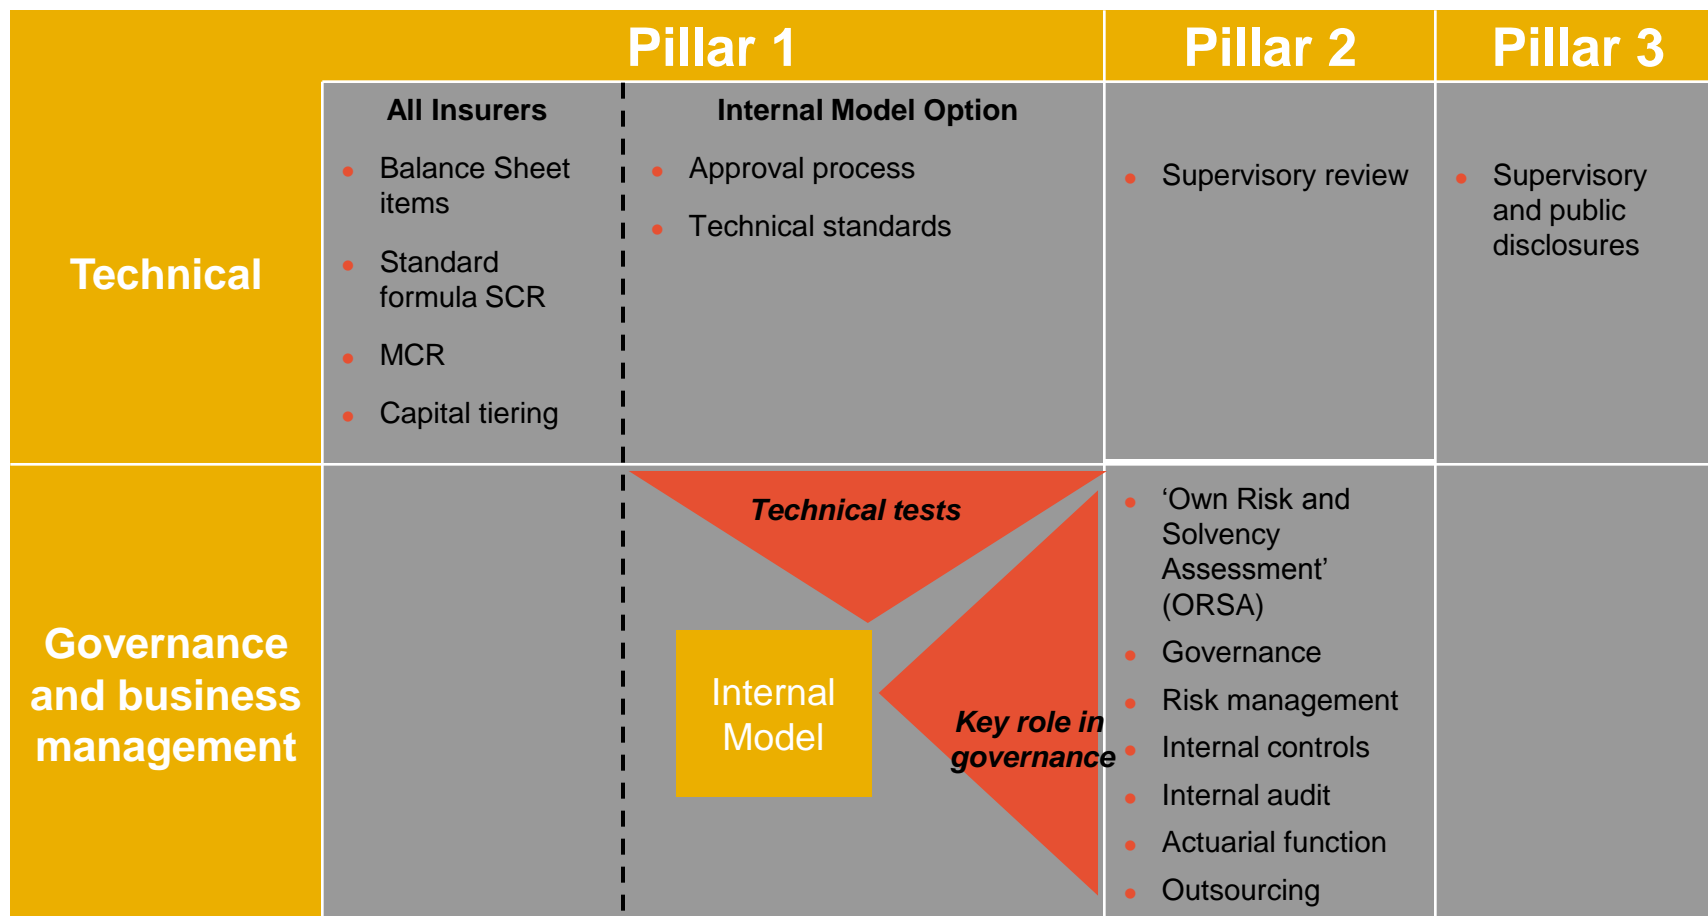 Pillar 1
Pillar 2
Pillar 3
Technical
All Insurers
Balance Sheet
items
Standard
formula SCR
MCR
Capital tiering
Internal Model Option
Approval process
Technical standards
Supervisory review
Supervisory
and public
disclosures
Governance
and business
management
Technical tests
Internal
Model
Key role in
governance
‘Own Risk and
Solvency
Assessment’
(ORSA)
Governance
Risk management
Internal controls
Internal audit
Actuarial function
Outsourcing